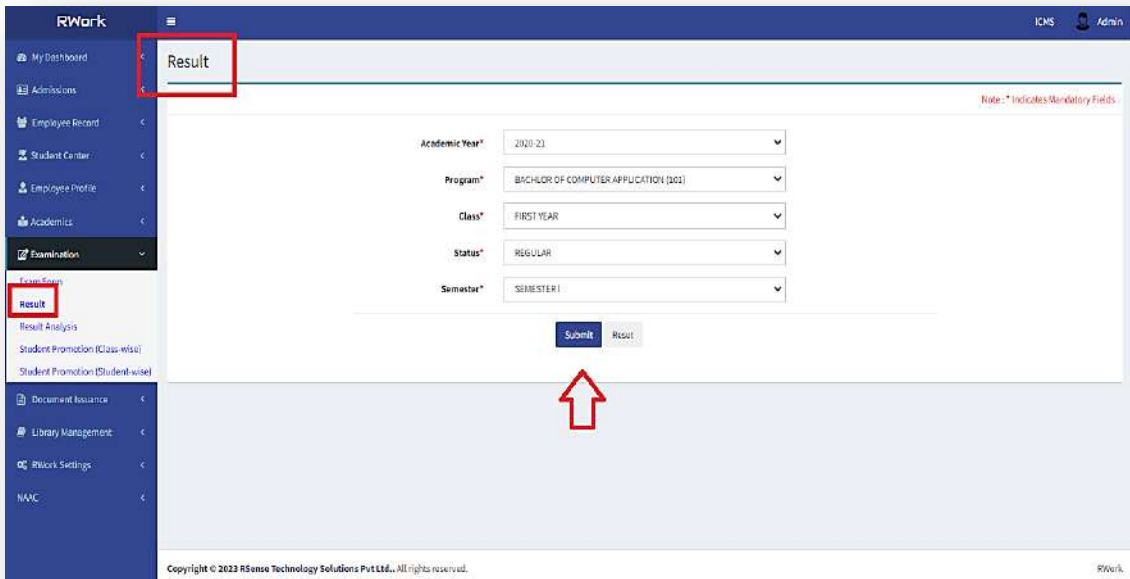 RWork
ICMS Admin
My Dashboard
Admissions
Employee Record
Student Center
Employee Profile
Academics
Examination
Exam Form
Result
Result Analysis
Student Promotion (Class-wise)
Student Promotion (Student-wise)
Document Issuance
Library Management
RWork Settings
NAAC
Result
Note : * Indicates Mandatory Fields
Academic Year* 2020-21
Program* BACHLOR OF COMPUTER APPLICATION (101)
Class* FIRST YEAR
Status* REGULAR
Semester* SEMESTER I
Submit Reset
Copyright © 2023 RSense Technology Solutions Pvt Ltd.. All rights reserved.
RWork